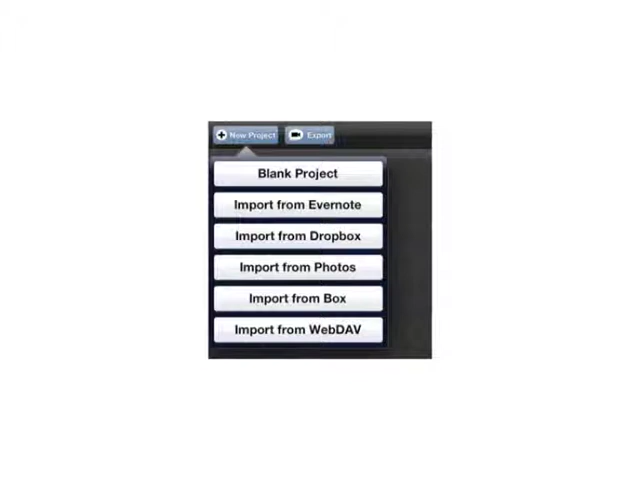 New Project Export
Blank Project
Import from Evernote
Import from Dropbox
Import from Photos
Import from Box
Import from WebDAV